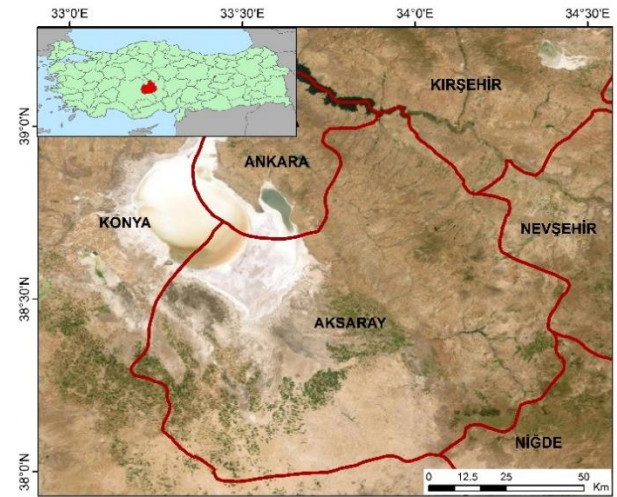 33°0'E 33°30'E 34°0'E 34°30'E
KIRŞEHİR
39°0'N
ANKARA
KONYA
NEVŞEHİR
38°30'N
AKSARAY
NİĞDE
38°0'N
0 12.5 25 50
Km